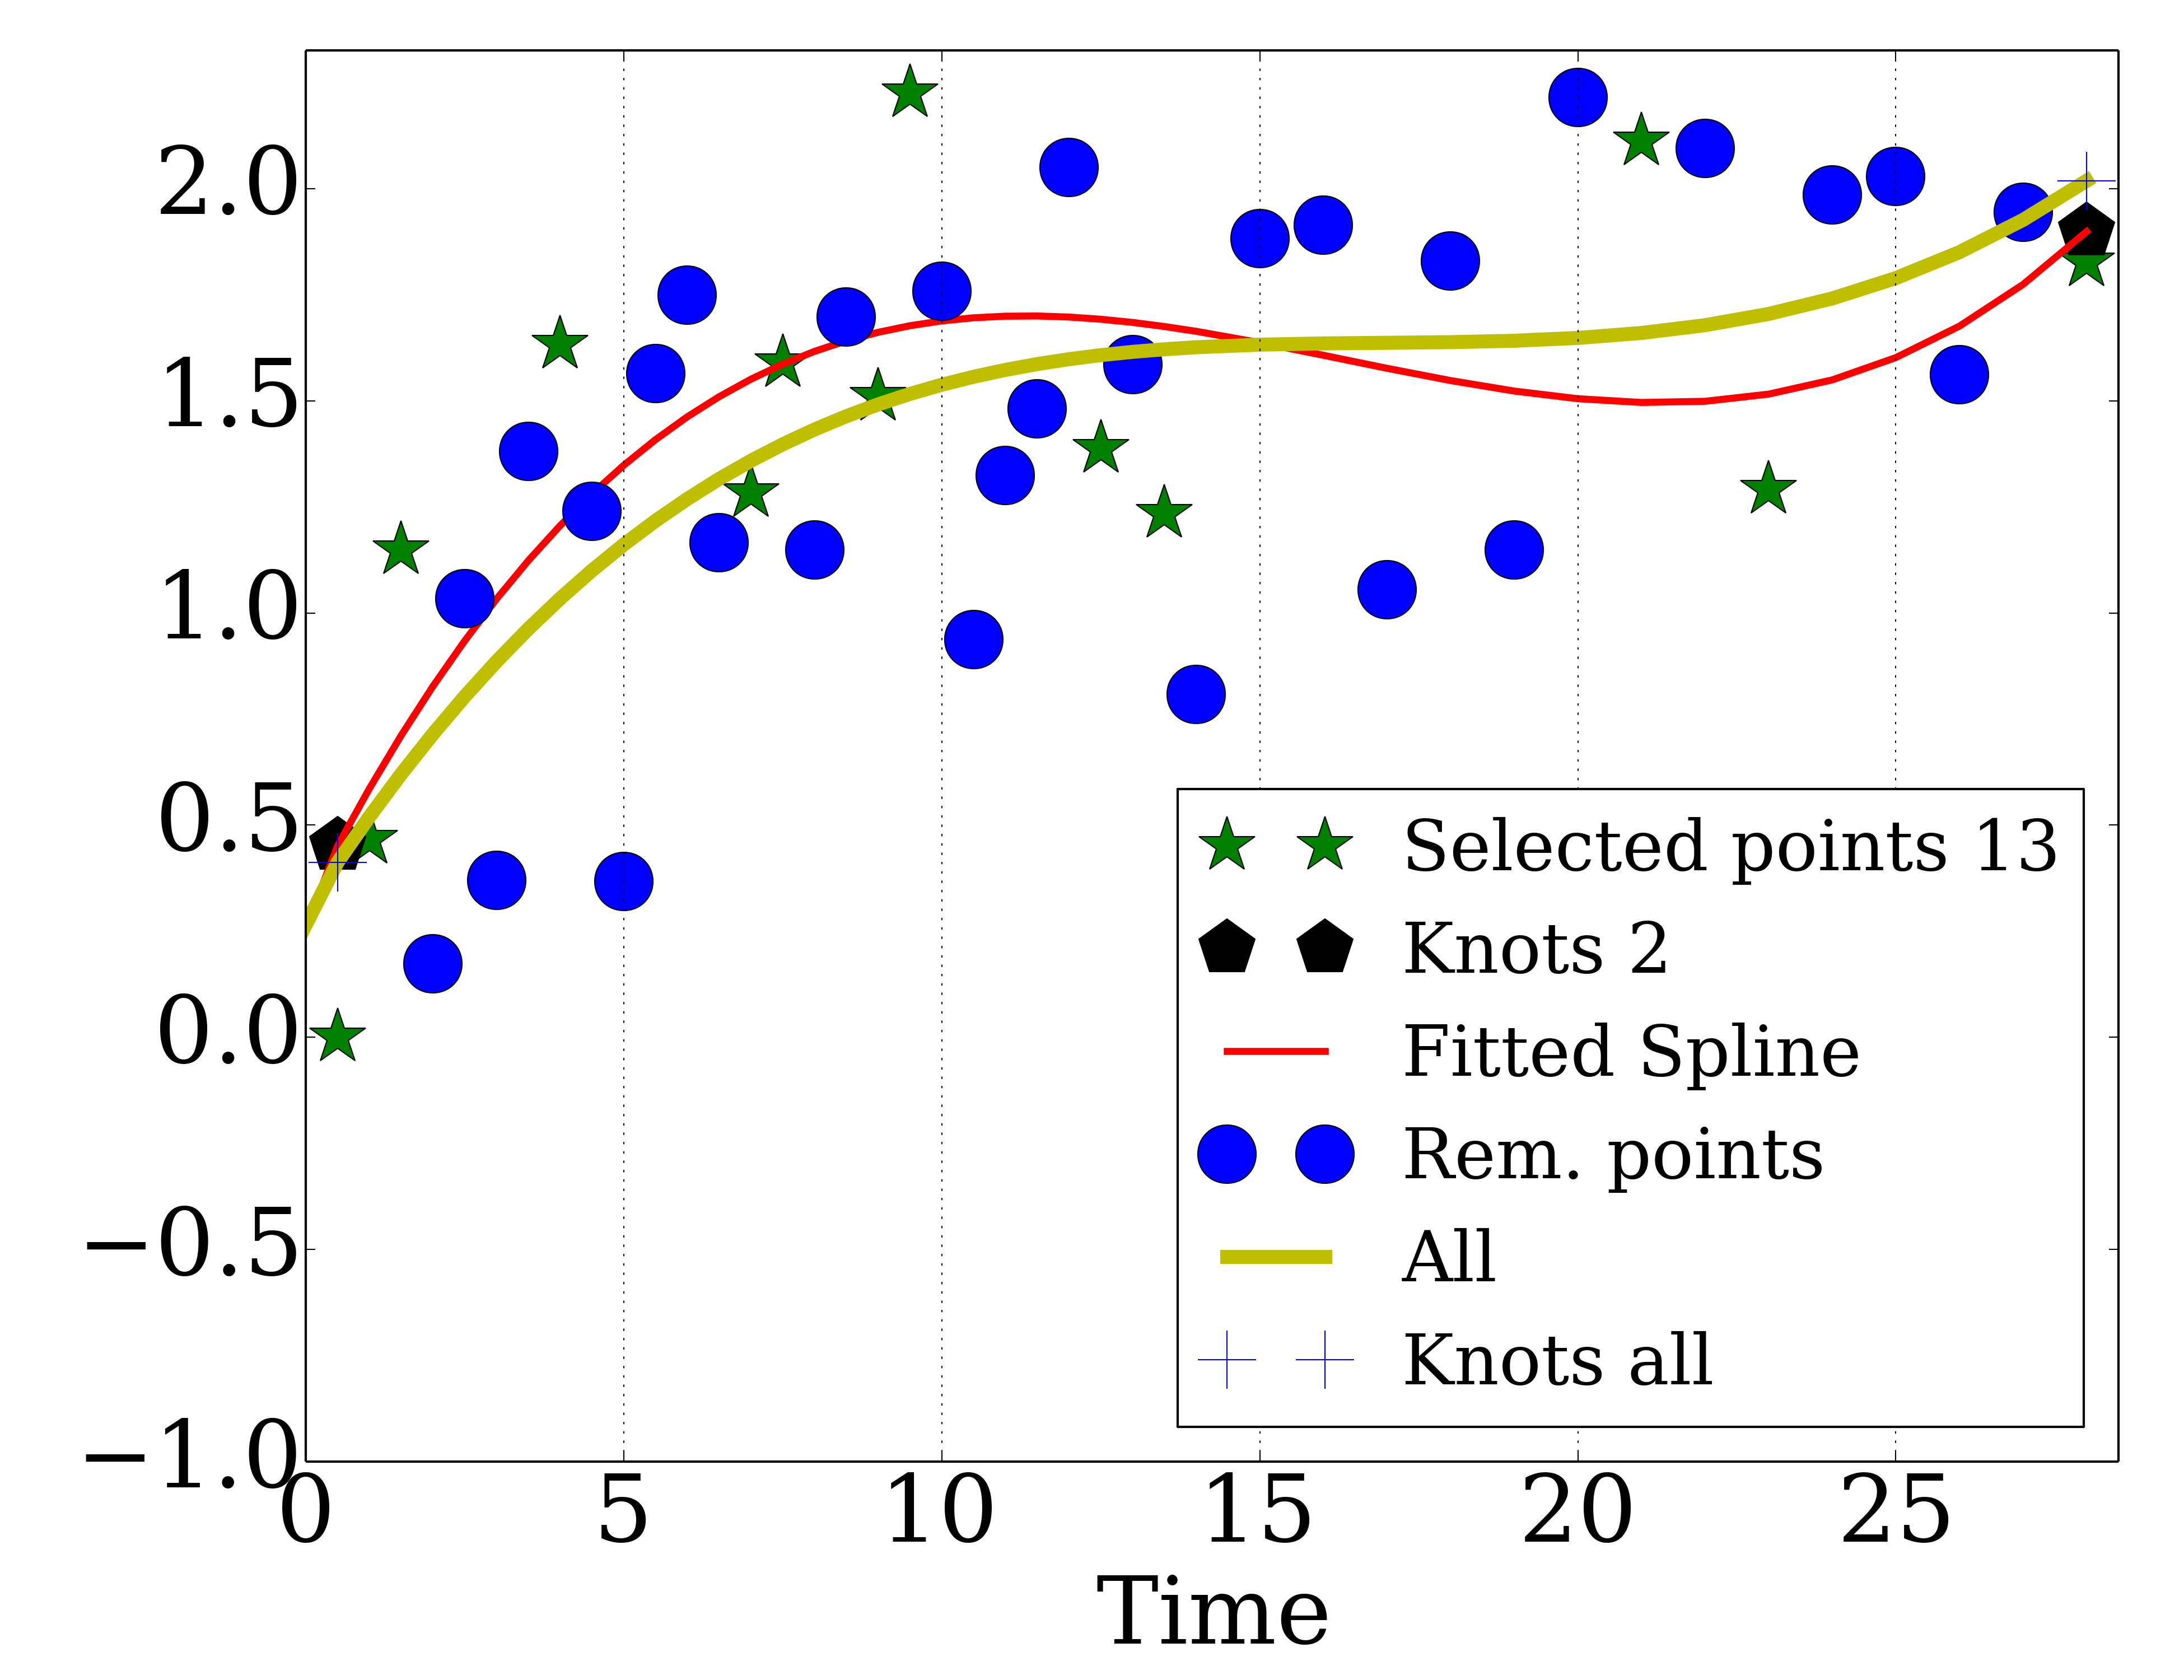 2.0
1.5
1.0
0.5
0.0
−0.5
−1.0
0 5 10 15 20 25
Time
Selected points 13
Knots 2
Fitted Spline
Rem. points
All
Knots all